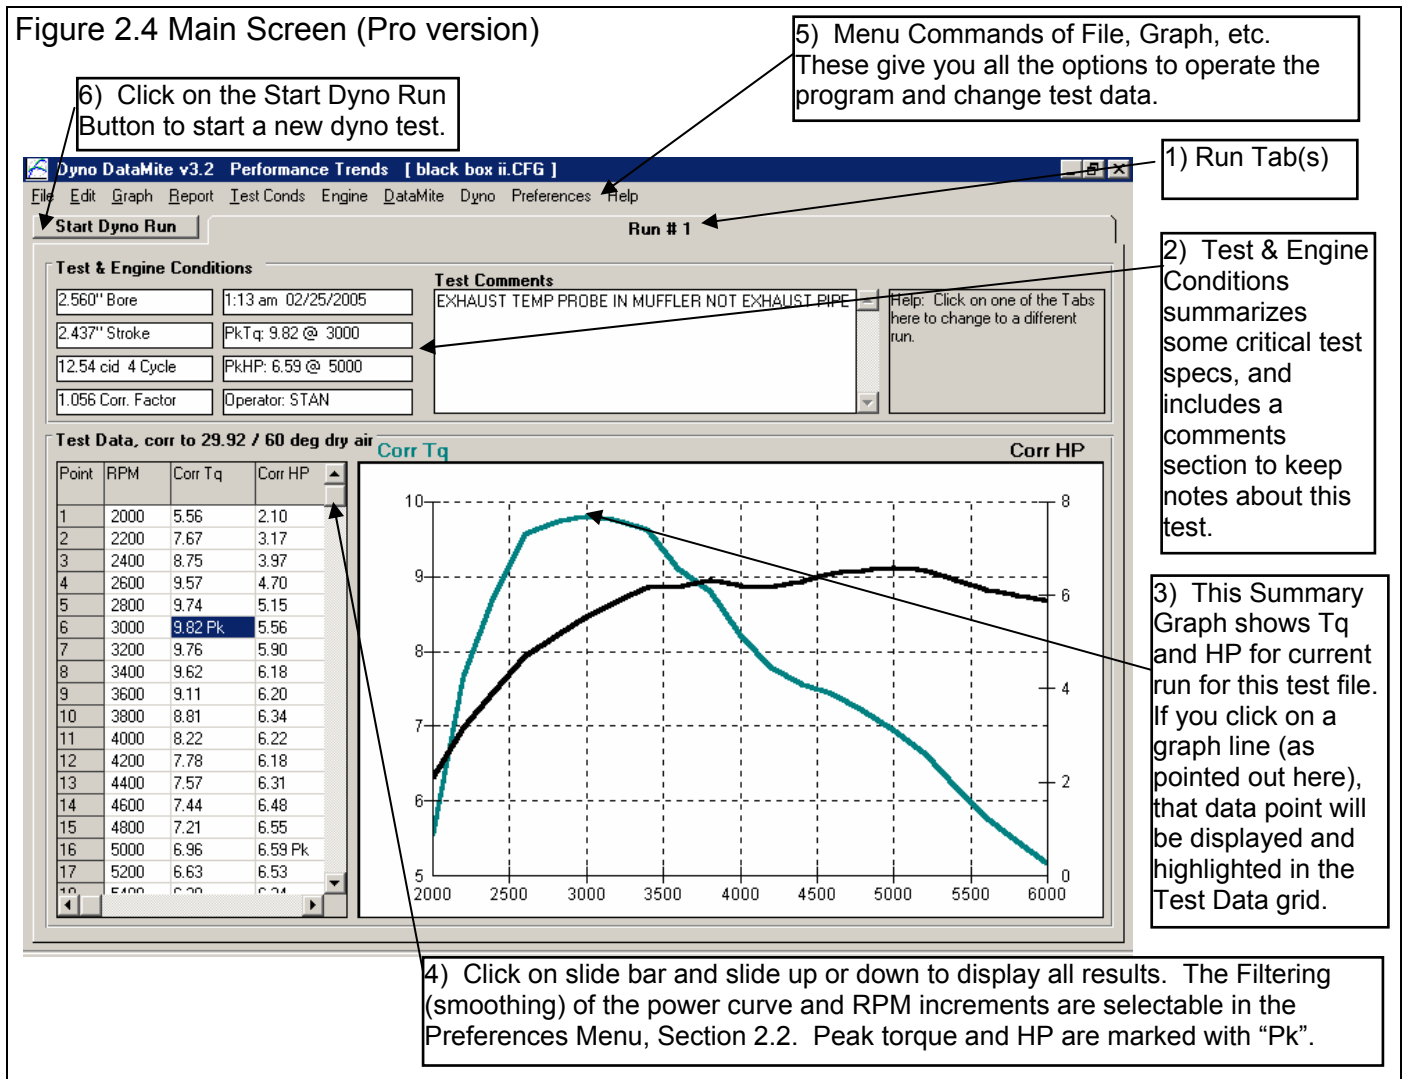 Figure 2.4 Main Screen (Pro version)
5) Menu Commands of File, Graph, etc.
These give you all the options to operate the
program and change test data.
6) Click on the Start Dyno Run
Button to start a new dyno test.
1) Run Tab(s)
Dyno DataMite v3.2 Performance Trends [ black box ii.CFG ]
File Edit Graph Report Test Conds Engine DataMite Dyno Preferences Help
Start Dyno Run
Run # 1
2) Test & Engine
Conditions
summarizes
some critical test
specs, and
includes a
comments
section to keep
notes about this
test.
Test & Engine Conditions
2.560" Bore
1:13 am 02/25/2005
2.437" Stroke
PkTq: 9.82 @ 3000
12.54 cid 4 Cycle
PkHP: 6.59 @ 5000
1.056 Corr. Factor
Operator: STAN
Test Comments
EXHAUST TEMP PROBE IN MUFFLER NOT EXHAUST PIPE
Help: Click on one of the Tabs
here to change to a different
run.
Test Data, corr to 29.92 / 60 deg dry air
Point RPM Corr Tq Corr HP
1 2000 5.56 2.10
2 2200 7.67 3.17
3 2400 8.75 3.97
4 2600 9.57 4.70
5 2800 9.74 5.15
6 3000 9.82 Pk 5.56
7 3200 9.76 5.90
8 3400 9.62 6.18
9 3600 9.11 6.20
10 3800 8.81 6.34
11 4000 8.22 6.22
12 4200 7.78 6.18
13 4400 7.57 6.31
14 4600 7.44 6.48
15 4800 7.21 6.55
16 5000 6.96 6.59 Pk
17 5200 6.63 6.53
Corr Tq
Corr HP
10
9
8
7
6
5
8
6
4
2
0
2000 2500 3000 3500 4000 4500 5000 5500 6000
3) This Summary
Graph shows Tq
and HP for current
run for this test file.
If you click on a
graph line (as
pointed out here),
that data point will
be displayed and
highlighted in the
Test Data grid.
4) Click on slide bar and slide up or down to display all results. The Filtering
(smoothing) of the power curve and RPM increments are selectable in the
Preferences Menu, Section 2.2. Peak torque and HP are marked with “Pk”.